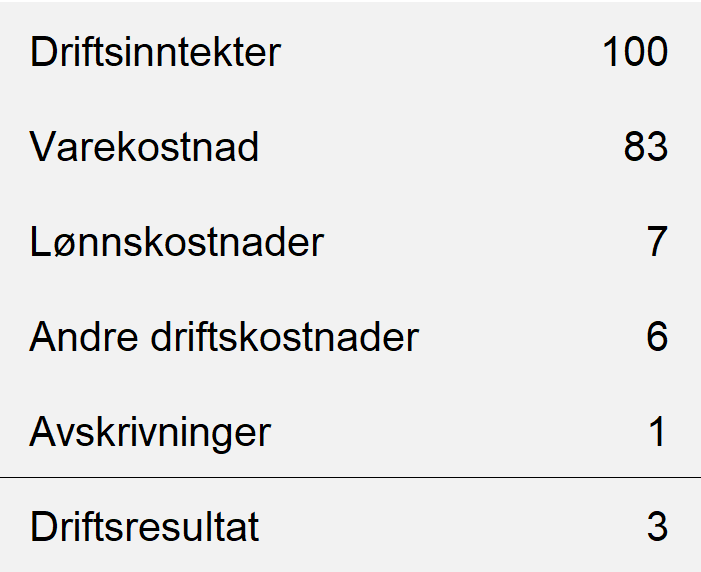 Driftsinntekter 100
Varekostnad 83
Lønnskostnader 7
Andre driftskostnader 6
Avskrivninger 1
Driftsresultat 3